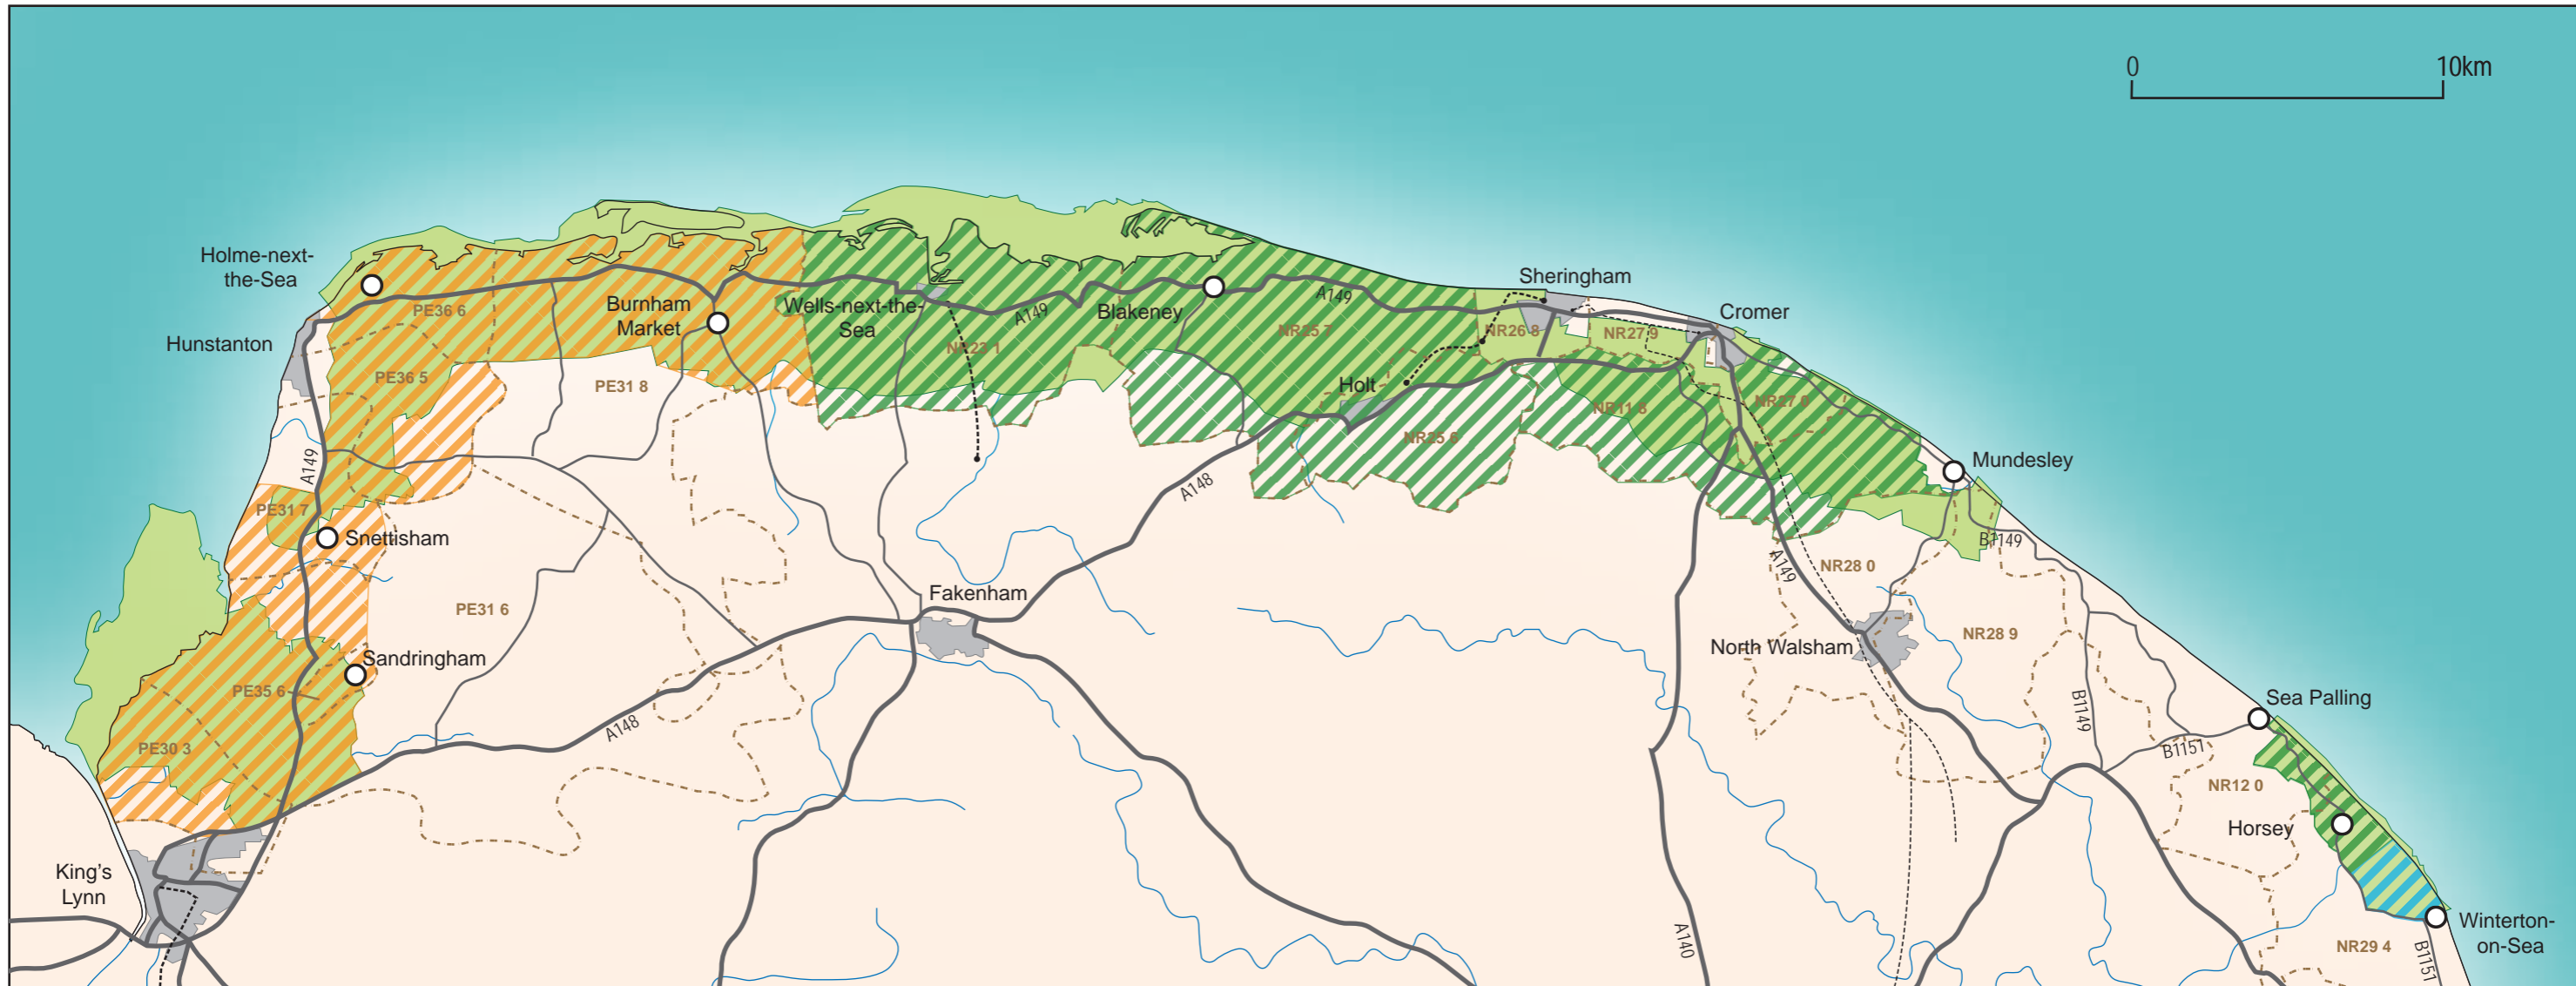 0 10km
Holme-next-
the-Sea
Hunstanton
PE36 6
Burnham
Market
Wells-next-the-
Sea
A149
Blakeney
A149
Sheringham
Cromer
NR23 1
NR25 7
NR26 8
NR27 9
PE36 5
PE31 8
Holt
NR25 6
NR11 8
NR27 0
Mundesley
A149
A148
PE31 7
Snettisham
B1149
A149
NR28 0
PE31 6
Fakenham
NR28 9
North Walsham
Sandringham
PE35 6
PE30 3
A148
B1149
Sea Palling
B1151
NR12 0
Horsey
King's
Lynn
A140
Winterton-
on-Sea
NR29 4
B1151